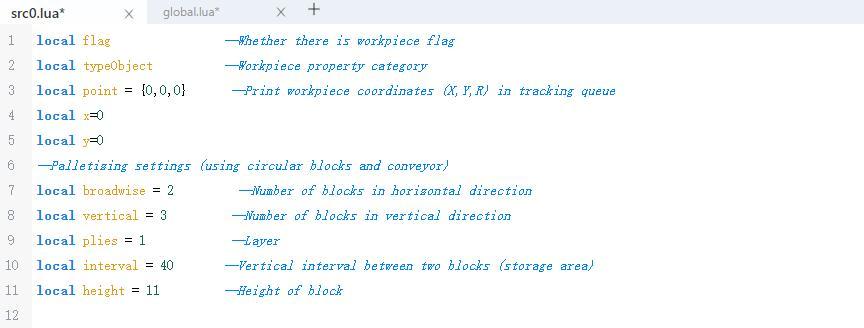 src0.lua* × global.lua* × +
1 local flag --Whether there is workpiece flag
2 local typeObject --Workpiece property category
3 local point = {0,0,0} --Print workpiece coordinates (X,Y,R) in tracking queue
4 local x=0
5 local y=0
6 --Palletizing settings (using circular blocks and conveyor)
7 local broadwise = 2 --Number of blocks in horizontal direction
8 local vertical = 3 --Number of blocks in vertical direction
9 local plies = 1 --Layer
10 local interval = 40 --Vertical interval between two blocks (storage area)
11 local height = 11 --Height of block
12